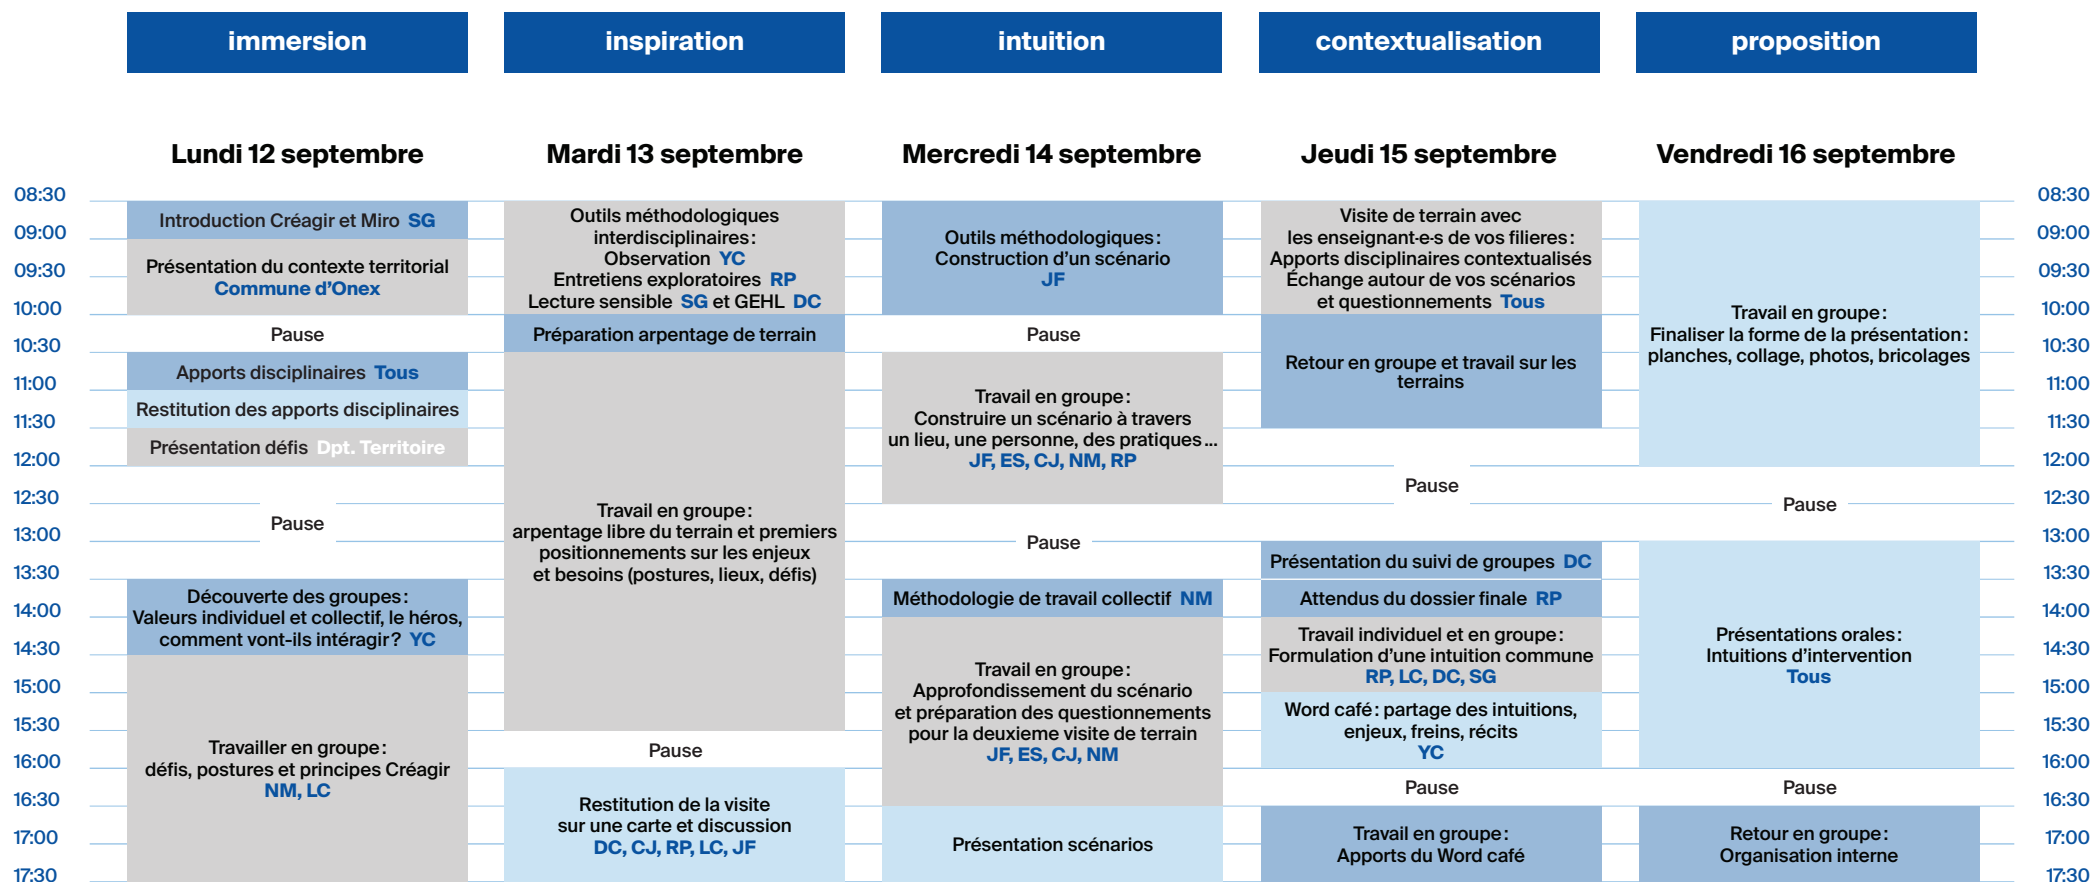 immersion
inspiration
intuition
contextualisation
proposition
Lundi 12 septembre
Mardi 13 septembre
Mercredi 14 septembre
Jeudi 15 septembre
Vendredi 16 septembre
08:30
09:00
09:30
10:00
10:30
11:00
11:30
12:00
12:30
13:00
13:30
14:00
14:30
15:00
15:30
16:00
16:30
17:00
17:30
Introduction Créagir et Miro SG
Présentation du contexte territorial
Commune d'Onex
Pause
Apports disciplinaires Tous
Restitution des apports disciplinaires
Présentation défis Dpt. Territoire
Pause
Découverte des groupes :
Valeurs individuel et collectif, le héros,
comment vont-ils intéragir ? YC
Travailler en groupe :
défis, postures et principes Créagir
NM, LC
Outils méthodologiques
interdisciplinaires :
Observation YC
Entretiens exploratoires RP
Lecture sensible SG et GEHL DC
Préparation arpentage de terrain
Travail en groupe :
arpentage libre du terrain et premiers
positionnements sur les enjeux
et besoins (postures, lieux, défis)
Pause
Restitution de la visite
sur une carte et discussion
DC, CJ, RP, LC, JF
Outils méthodologiques :
Construction d'un scénario
JF
Pause
Travail en groupe :
Construire un scénario à travers
un lieu, une personne, des pratiques ...
JF, ES, CJ, NM, RP
Pause
Méthodologie de travail collectif NM
Travail en groupe :
Approfondissement du scénario
et préparation des questionnements
pour la deuxieme visite de terrain
JF, ES, CJ, NM
Présentation scénarios
Visite de terrain avec
les enseignant·e·s de vos filieres :
Apports disciplinaires contextualisés
Échange autour de vos scénarios
et questionnements Tous
Retour en groupe et travail sur les
terrains
Pause
Présentation du suivi de groupes DC
Attendus du dossier finale RP
Travail individuel et en groupe :
Formulation d'une intuition commune
RP, LC, DC, SG
Word café : partage des intuitions,
enjeux, freins, récits
YC
Pause
Travail en groupe :
Apports du Word café
Travail en groupe :
Finaliser la forme de la présentation :
planches, collage, photos, bricolages
Pause
Présentations orales :
Intuitions d'intervention
Tous
Pause
Retour en groupe :
Organisation interne
08:30
09:00
09:30
10:00
10:30
11:00
11:30
12:00
12:30
13:00
13:30
14:00
14:30
15:00
15:30
16:00
16:30
17:00
17:30